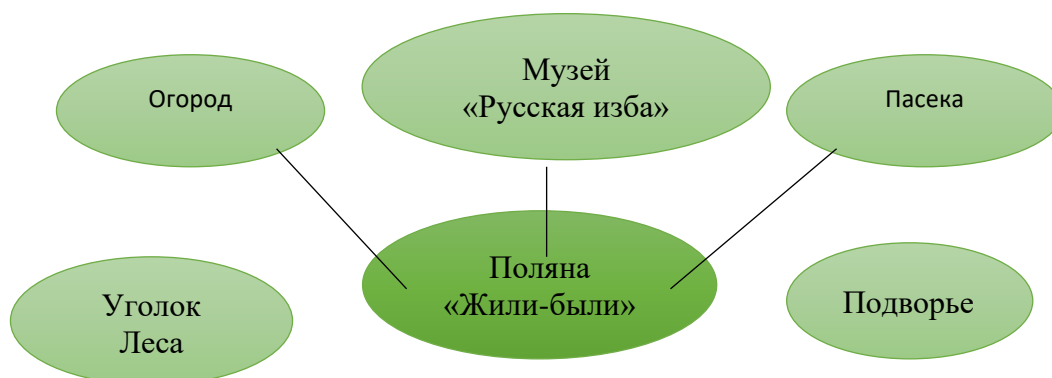 Огород
Музей
«Русская изба»
Пасека
Поляна
«Жили-были»
Уголок
Леса
Подворье